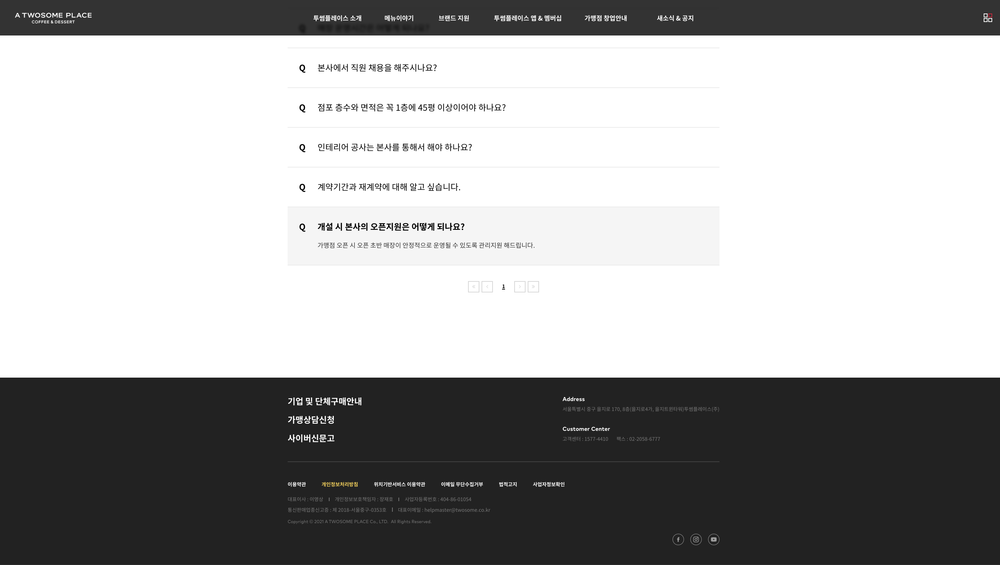 A TWOSOME PLACE
COFFEE & DESSERT
투썸플레이스 소개
메뉴이야기
브랜드 지원
투썸플레이스 앱 & 멤버십
가맹점 창업안내
새소식 & 공지
Q 매장 운영시간은 어떻게 되나요?
Q 본사에서 직원 채용을 해주시나요?
Q 점포 층수와 면적은 꼭 1층에 45평 이상이어야 하나요?
Q 인테리어 공사는 본사를 통해서 해야 하나요?
Q 계약기간과 재계약에 대해 알고 싶습니다.
Q 개설 시 본사의 오픈지원은 어떻게 되나요?
가맹점 오픈 시 오픈 초반 매장이 안정적으로 운영될 수 있도록 관리지원 해드립니다.
1
기업 및 단체구매안내
가맹상담신청
사이버신문고
Address
서울특별시 중구 을지로 170, 8층(을지로4가, 을지트윈타워)투썸플레이스(주)
Customer Center
고객센터 : 1577-4410 팩스 : 02-2058-6777
이용약관 개인정보처리방침 위치기반서비스 이용약관 이메일 무단수집거부 법적고지 사업자정보확인
대표이사 : 이영상 | 개인정보보호책임자 : 장재호 | 사업자등록번호 : 404-86-01054
통신판매업종신고증 : 제 2018-서울중구-0353호 | 대표이메일 : helpmaster@twosome.co.kr
Copyright © 2021 A TWOSOME PLACE Co., LTD. All Rights Reserved.